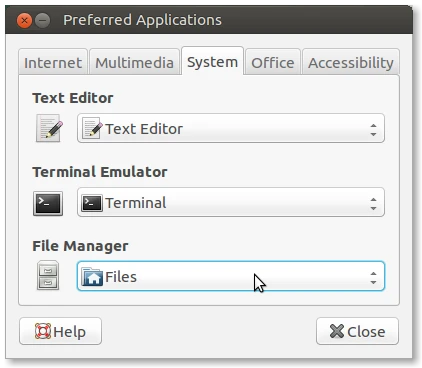 Preferred Applications
Internet Multimedia System Office Accessibility
Text Editor
Text Editor
Terminal Emulator
Terminal
File Manager
Files
Help Close